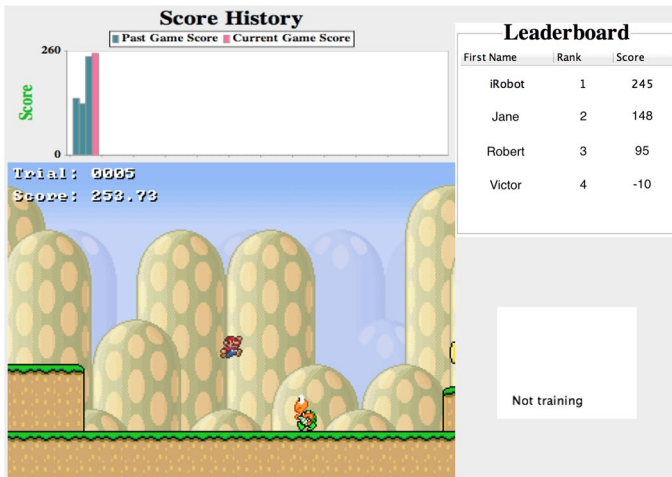 Score History
Past Game Score Current Game Score
260
Score
0
Trial: 0005
Score: 253.73
Leaderboard
First Name Rank Score
iRobot 1 245
Jane 2 148
Robert 3 95
Victor 4 -10
Not training